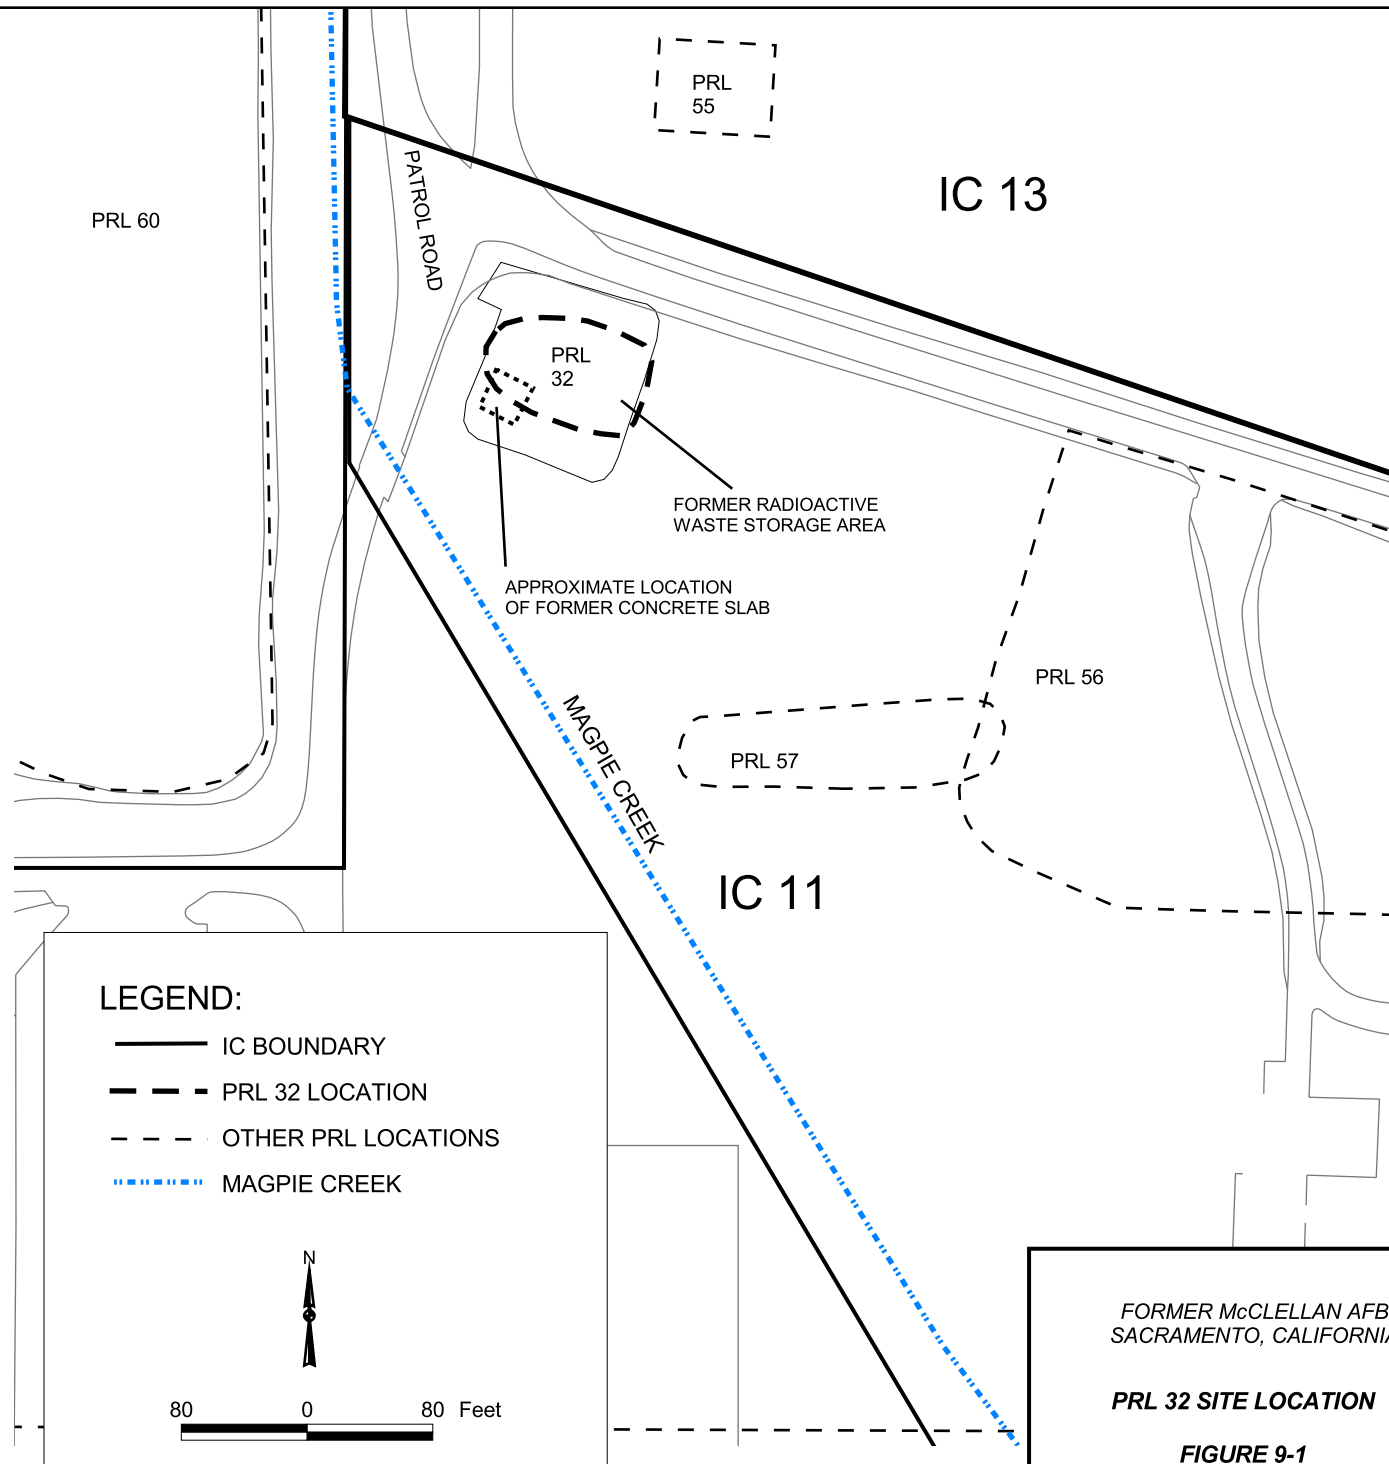 PRL
55
IC 13
PATROL ROAD
PRL 60
PRL
32
FORMER RADIOACTIVE
WASTE STORAGE AREA
APPROXIMATE LOCATION
OF FORMER CONCRETE SLAB
PRL 56
MAGPIE CREEK
PRL 57
IC 11
LEGEND:
IC BOUNDARY
PRL 32 LOCATION
OTHER PRL LOCATIONS
MAGPIE CREEK
N
80 0 80 Feet
FORMER McCLELLAN AFB
SACRAMENTO, CALIFORNIA
PRL 32 SITE LOCATION
FIGURE 9-1